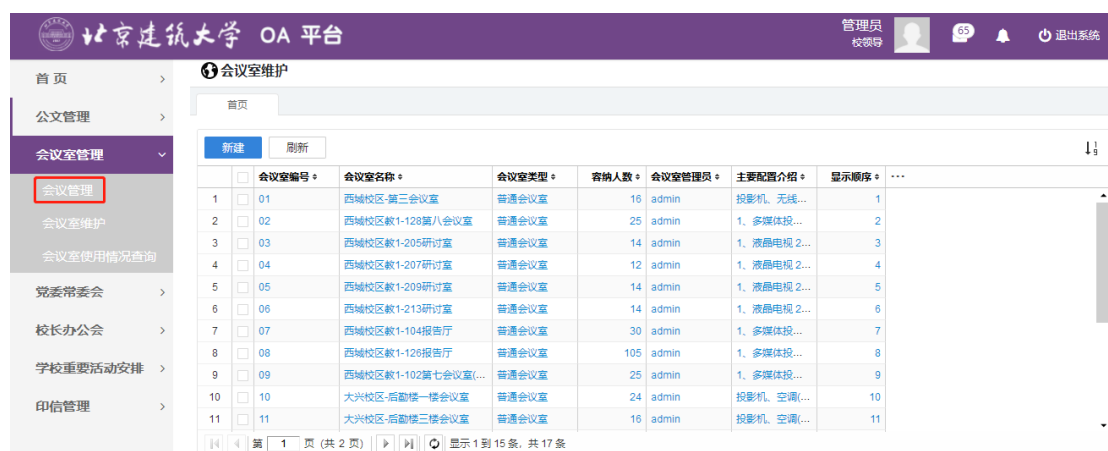 北京建筑大学 OA 平台
管理员
校领导
65
退出系统
首页
公文管理
会议室管理
会议管理
会议室维护
会议室使用情况查询
党委常委会
校长办公会
学校重要活动安排
印信管理
会议室维护
首页
新建 刷新
会议室编号 会议室名称 会议室类型 容纳人数 会议室管理员 主要配置介绍 显示顺序 ...
1 01 西城校区-第三会议室 普通会议室 16 admin 投影机、无线... 1
2 02 西城校区教1-128第八会议室 普通会议室 25 admin 1、多媒体投... 2
3 03 西城校区教1-205研讨室 普通会议室 14 admin 1、液晶电视 2... 3
4 04 西城校区教1-207研讨室 普通会议室 12 admin 1、液晶电视 2... 4
5 05 西城校区教1-209研讨室 普通会议室 14 admin 1、液晶电视 2... 5
6 06 西城校区教1-213研讨室 普通会议室 14 admin 1、液晶电视 2... 6
7 07 西城校区教1-104报告厅 普通会议室 30 admin 1、多媒体投... 7
8 08 西城校区教1-126报告厅 普通会议室 105 admin 1、多媒体投... 8
9 09 西城校区教1-102第七会议室(... 普通会议室 25 admin 1、多媒体投... 9
10 10 大兴校区-后勤楼一楼会议室 普通会议室 24 admin 投影机、空调(... 10
11 11 大兴校区-后勤楼三楼会议室 普通会议室 16 admin 投影机、空调(... 11
第 1 页 (共 2 页) 显示 1 到 15 条, 共 17 条